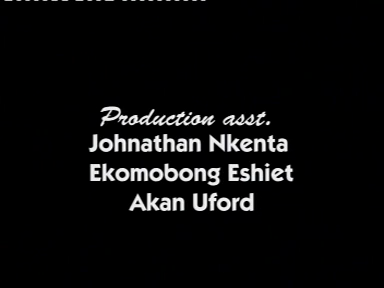 Production asst.
Johnathan Nkenta
Ekomobong Eshiet
Akan Uford